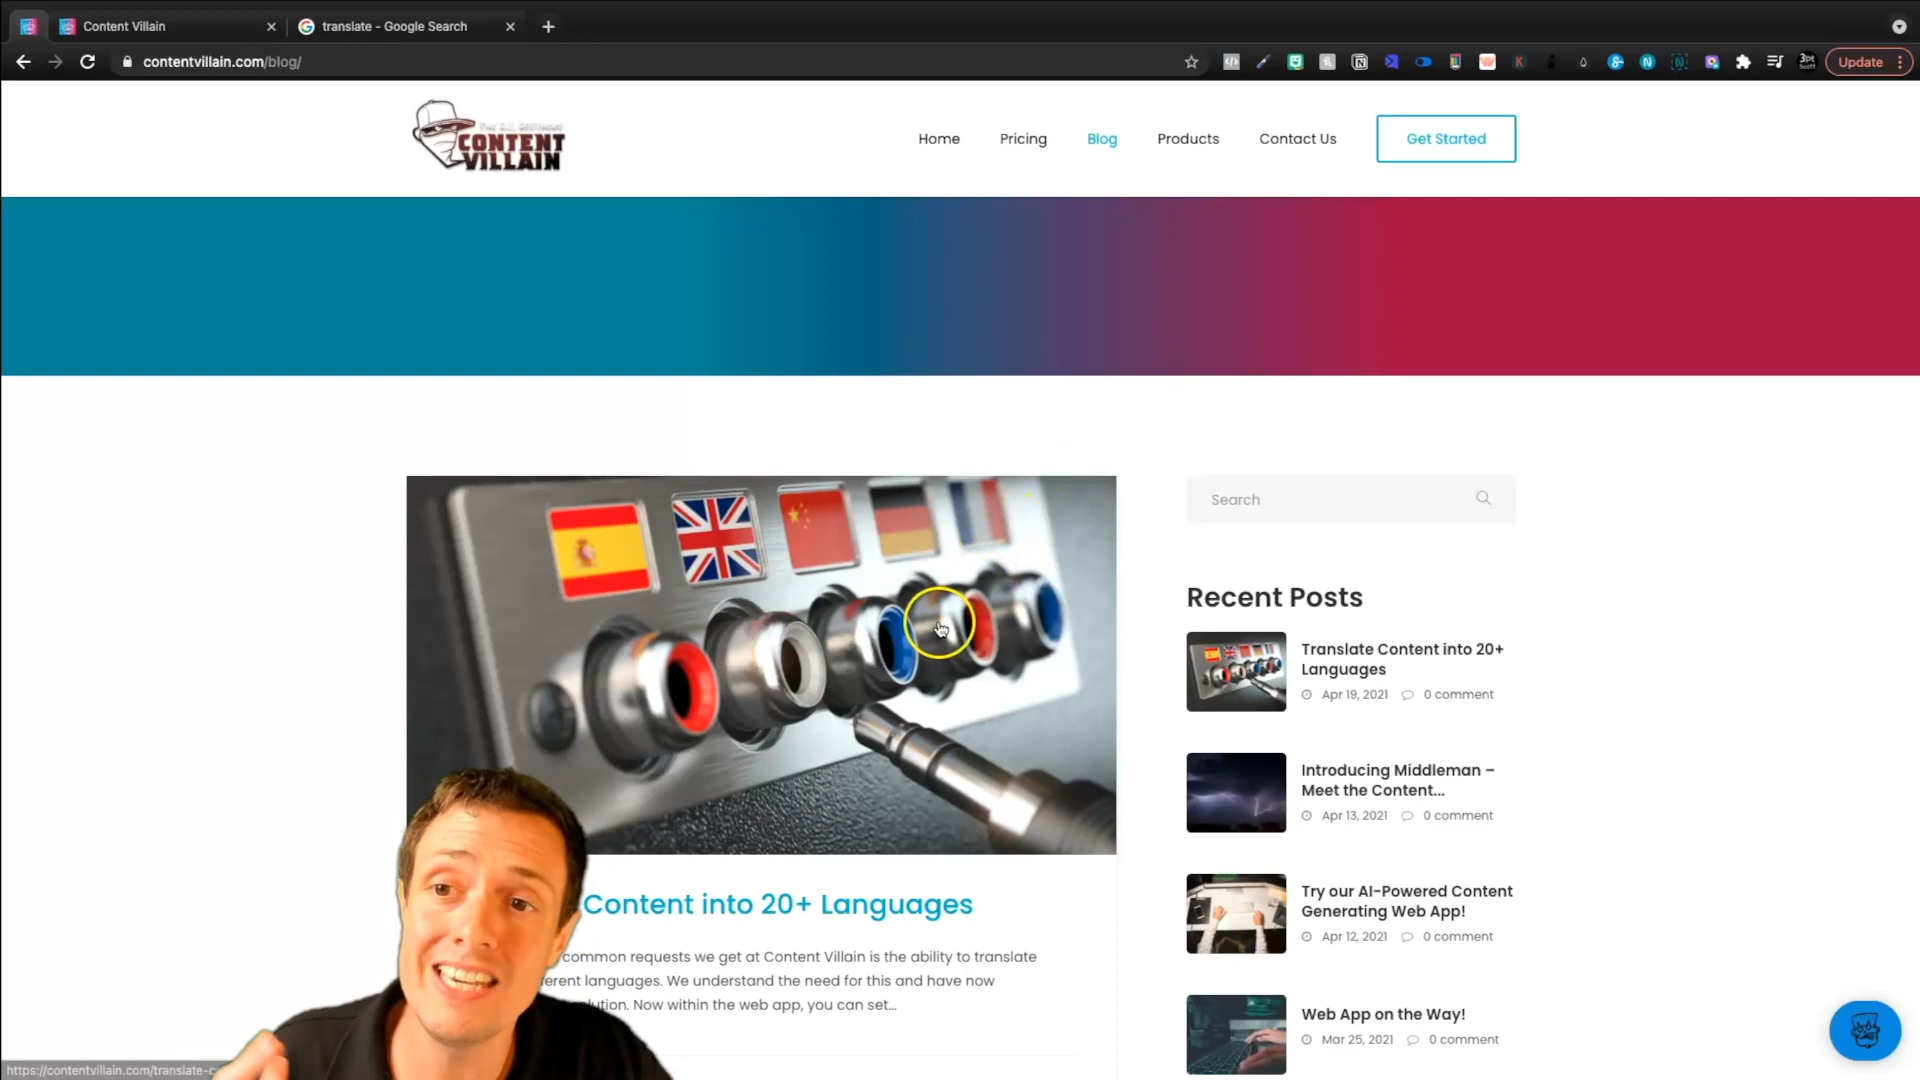 Content Villain
translate - Google Search
contentvillain.com/blog/
3pt
Update
CONTENT
VILLAIN
Home
Pricing
Blog
Products
Contact Us
Get Started
Search
Recent Posts
Translate Content into 20+
Languages
Apr 19, 2021
0 comment
Introducing Middleman –
Meet the Content...
Apr 13, 2021
0 comment
Try our AI-Powered Content
Generating Web App!
Apr 12, 2021
0 comment
Web App on the Way!
Mar 25, 2021
0 comment
Content into 20+ Languages
common requests we get at Content Villain is the ability to translate
erent languages. We understand the need for this and have now
ution. Now within the web app, you can set...
https://contentvillain.com/translate-c